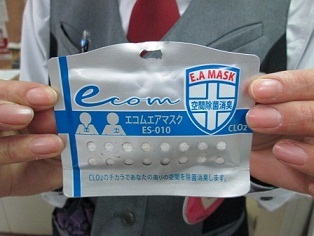 E.A MASK
空間除菌消臭
ecom
エコムエアマスク
ES-010
CLO2
CLO2のチカラであなたの周りの空間を除菌消臭します。